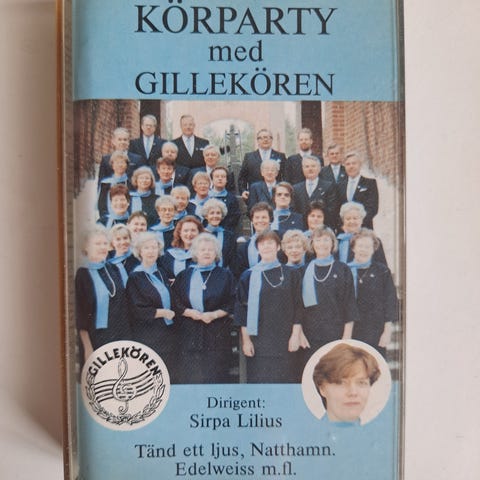 KÖRPARTY
med
GILLEKÖREN
GILLEKÖREN
Dirigent:
Sirpa Lilius
Tänd ett ljus, Natthamn.
Edelweiss m.fl.